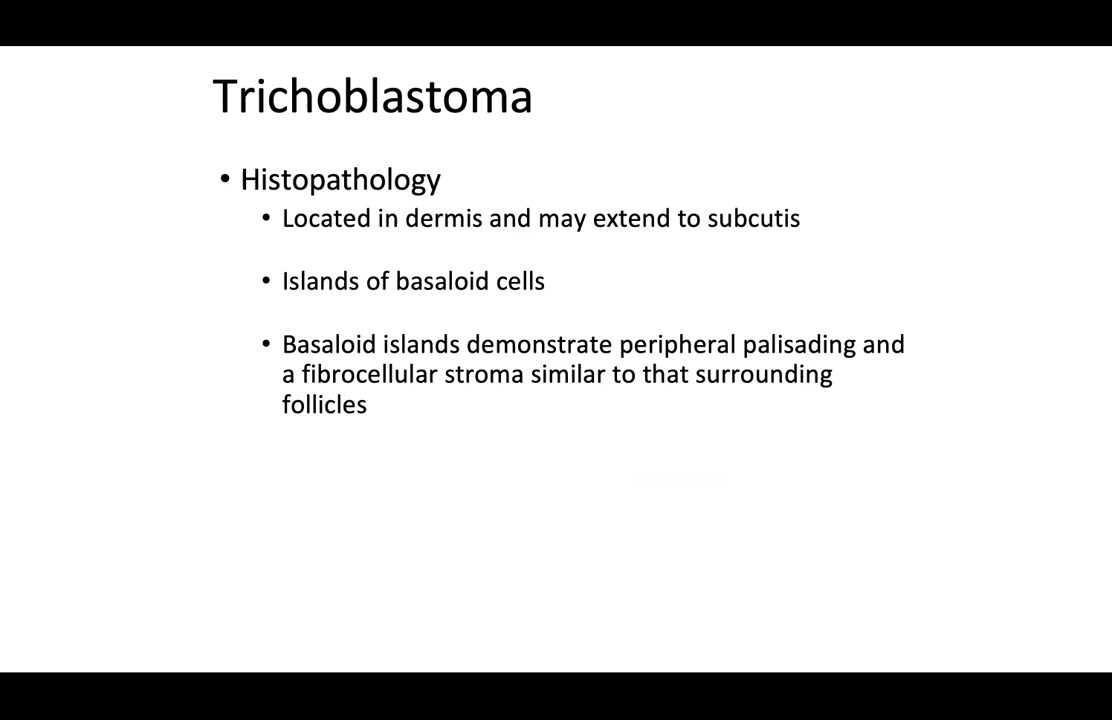 Trichoblastoma
• Histopathology
• Located in dermis and may extend to subcutis
• Islands of basaloid cells
• Basaloid islands demonstrate peripheral palisading and
a fibrocellular stroma similar to that surrounding
follicles